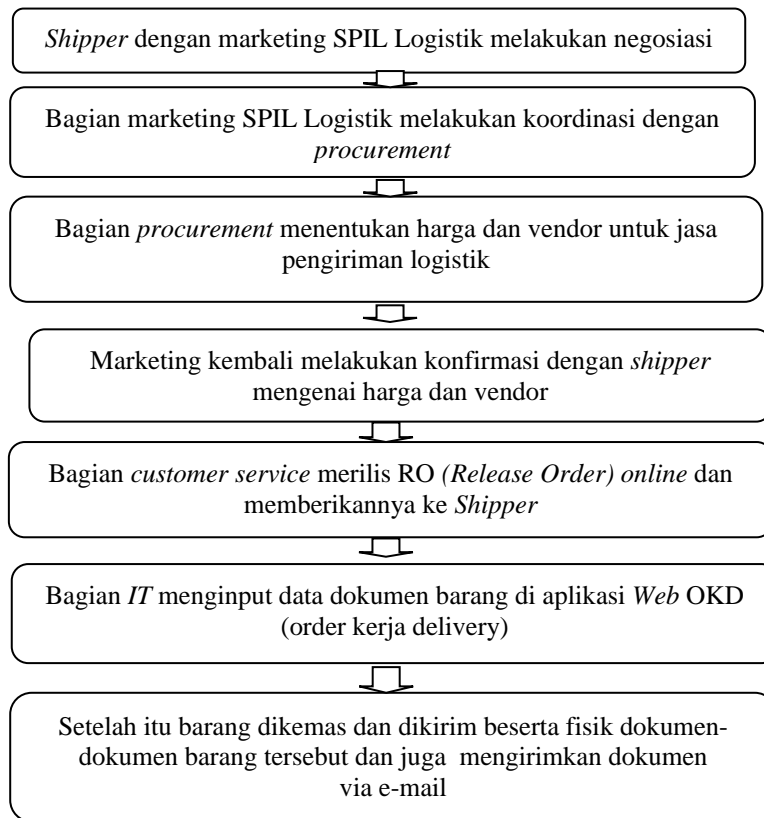 Shipper dengan marketing SPIL Logistik melakukan negosiasi
Bagian marketing SPIL Logistik melakukan koordinasi dengan
procurement
Bagian procurement menentukan harga dan vendor untuk jasa
pengiriman logistik
Marketing kembali melakukan konfirmasi dengan shipper
mengenai harga dan vendor
Bagian customer service merilis RO (Release Order) online dan
memberikannya ke Shipper
Bagian IT menginput data dokumen barang di aplikasi Web OKD
(order kerja delivery)
Setelah itu barang dikemas dan dikirim beserta fisik dokumen-
dokumen barang tersebut dan juga mengirimkan dokumen
via e-mail